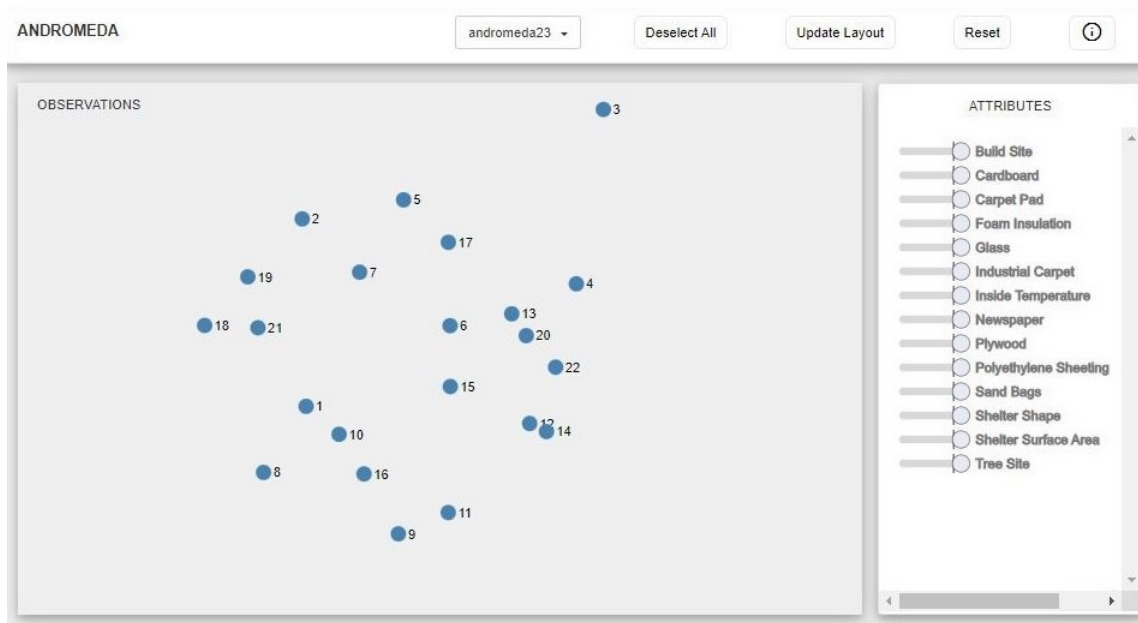 ANDROMEDA
andromeda23
Deselect All
Update Layout
Reset
OBSERVATIONS
3
5
2
17
7
19
4
13
18
21
6
20
22
15
1
12
14
10
8
16
11
9
ATTRIBUTES
Build Site
Cardboard
Carpet Pad
Foam Insulation
Glass
Industrial Carpet
Inside Temperature
Newspaper
Plywood
Polyethylene Sheeting
Sand Bags
Shelter Shape
Shelter Surface Area
Tree Site